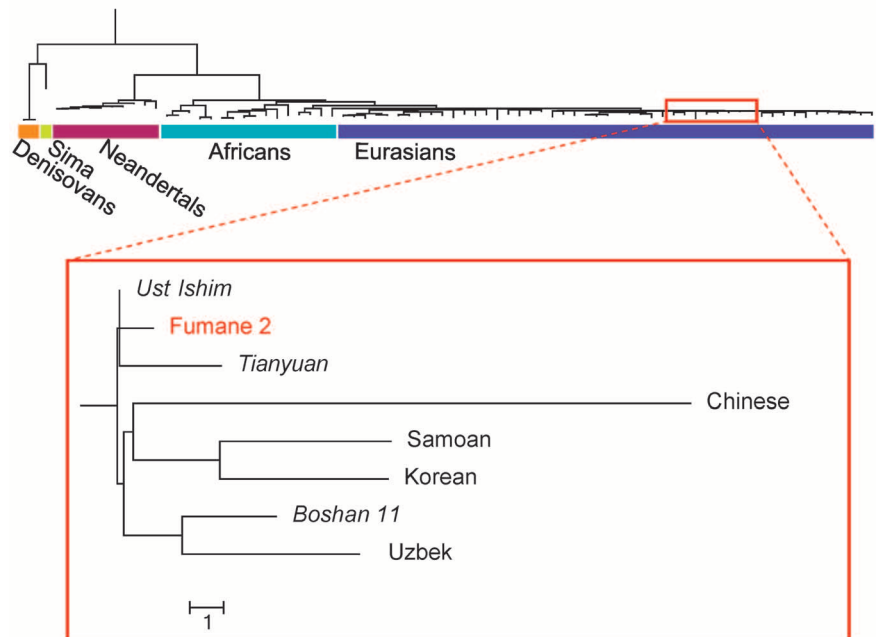 Denisovans
Sima
Neandertals
Africans
Eurasians
Ust Ishim
Fumane 2
Tianyuan
Chinese
Samoan
Korean
Boshan 11
Uzbek
1